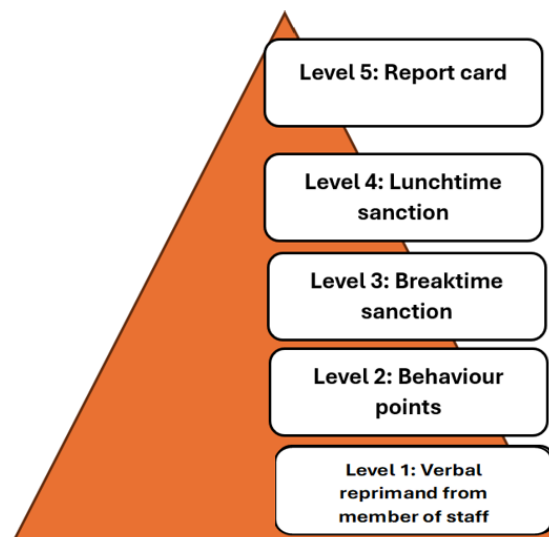 Level 5: Report card
Level 4: Lunchtime
sanction
Level 3: Breaktime
sanction
Level 2: Behaviour
points
Level 1: Verbal
reprimand from
member of staff